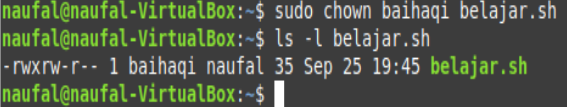 naufal@naufal-VirtualBox:~$ sudo chown baihaqi belajar.sh
naufal@naufal-VirtualBox:~$ ls -l belajar.sh
-rwxrw-r-- 1 baihaqi naufal 35 Sep 25 19:45 belajar.sh
naufal@naufal-VirtualBox:~$